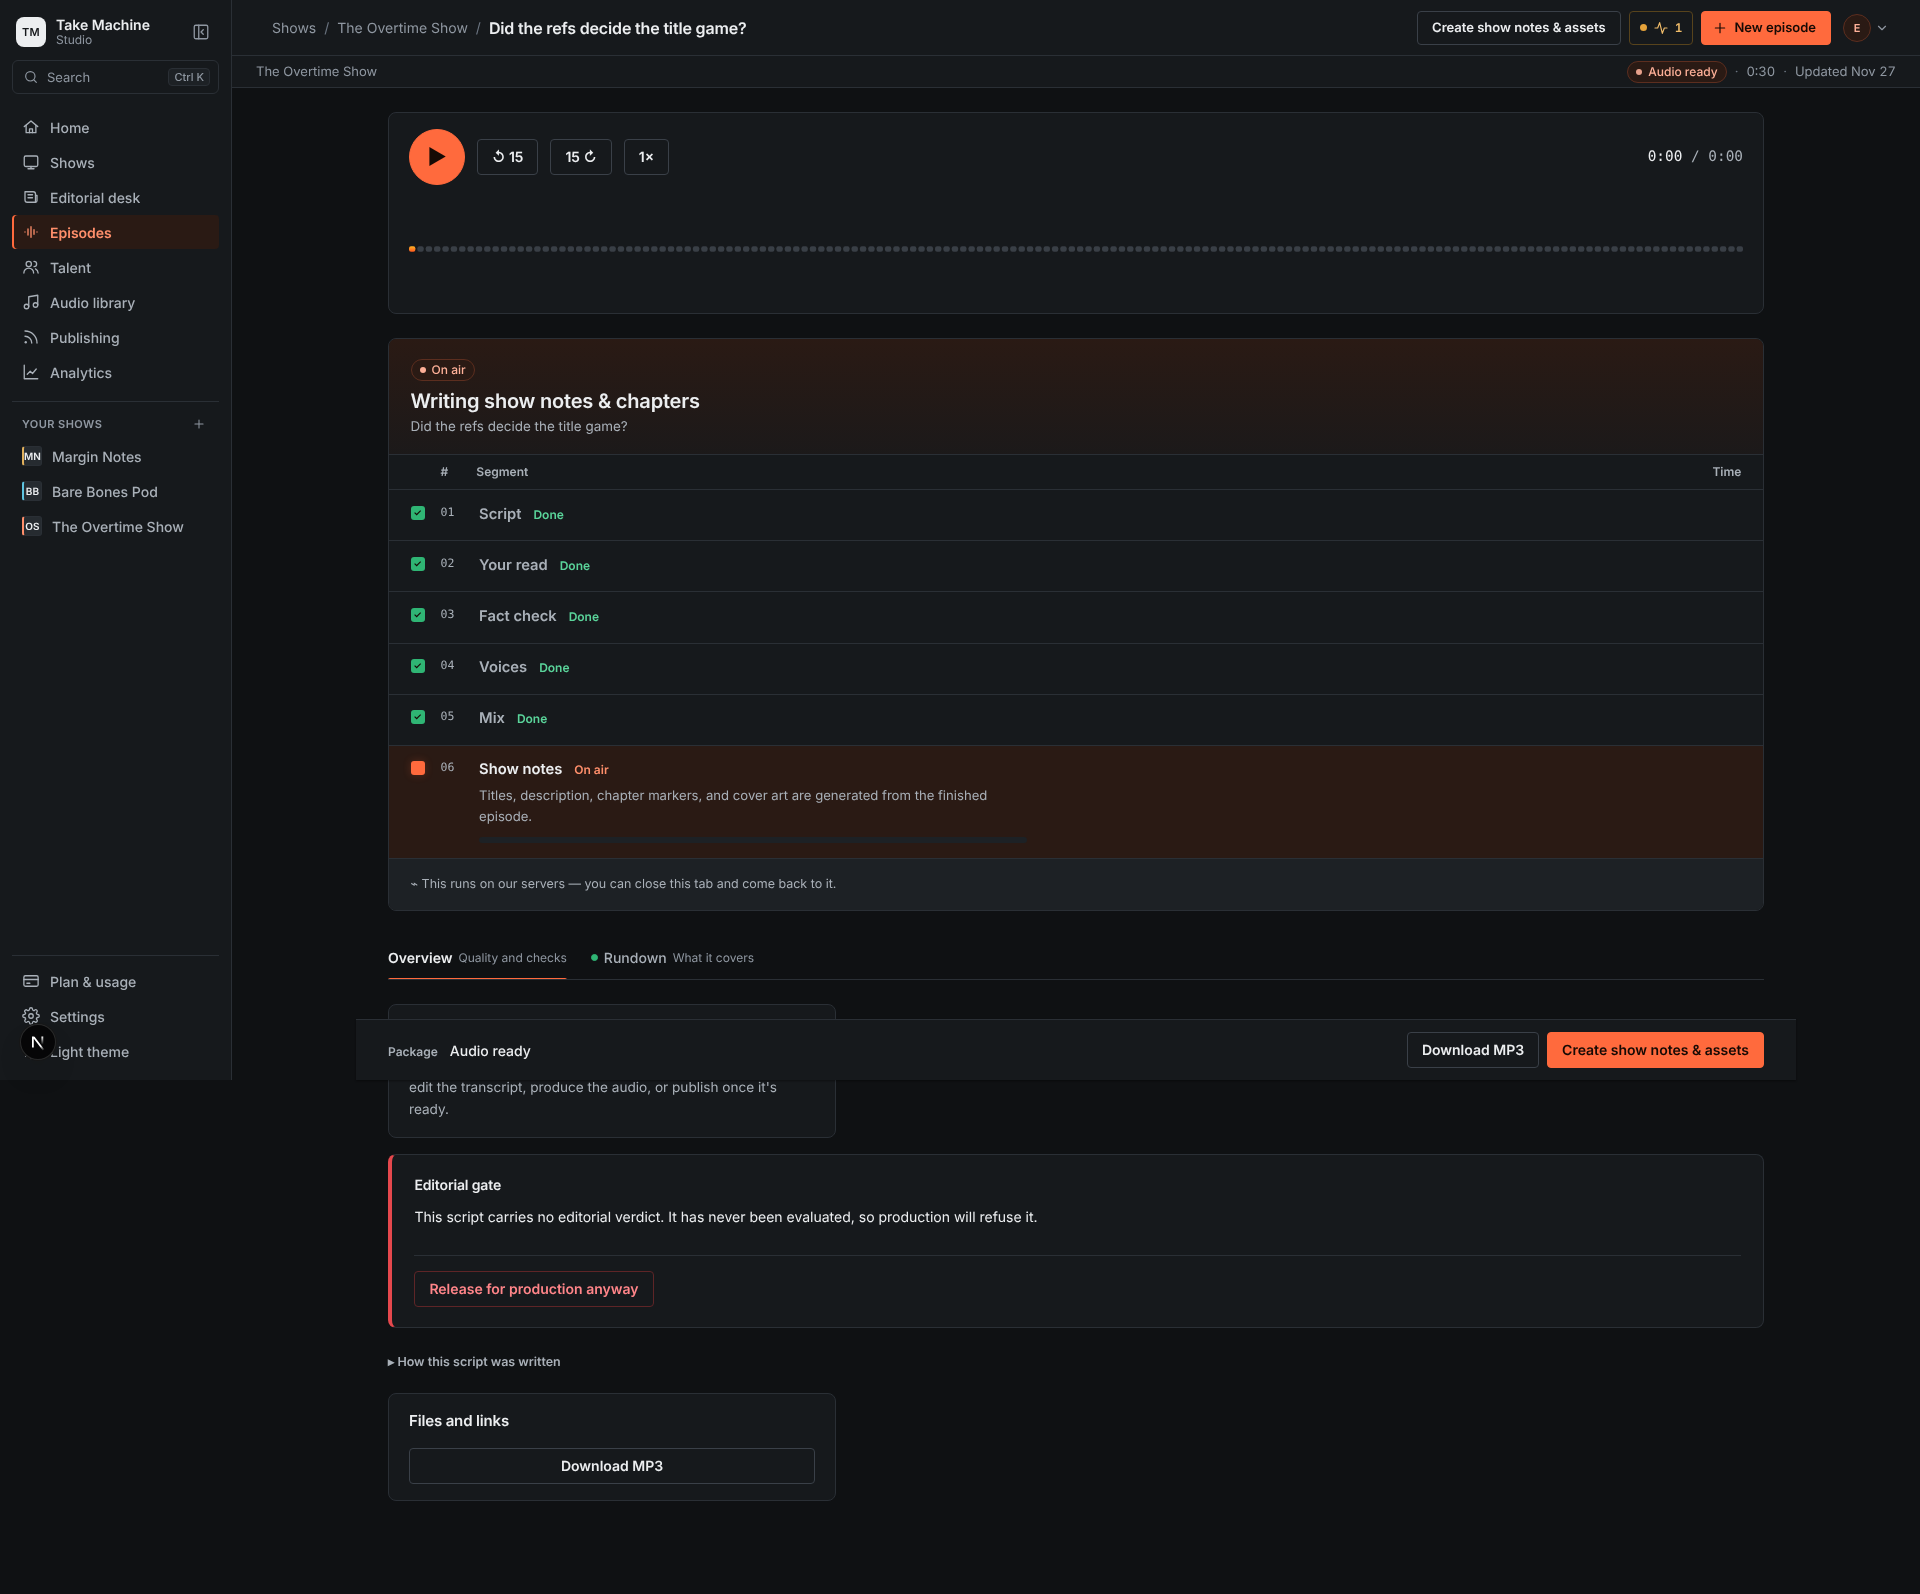 TM
Take Machine
Studio
Search
Ctrl K
Home
Shows
Editorial desk
Episodes
Talent
Audio library
Publishing
Analytics
YOUR SHOWS
MN Margin Notes
BB Bare Bones Pod
OS The Overtime Show
Plan & usage
Settings
N
Light theme
Shows / The Overtime Show / Did the refs decide the title game?
Create show notes & assets
1
+ New episode
E
The Overtime Show
Audio ready · 0:30 · Updated Nov 27
15
15
1×
0:00 / 0:00
On air
Writing show notes & chapters
Did the refs decide the title game?
# Segment Time
01 Script Done
02 Your read Done
03 Fact check Done
04 Voices Done
05 Mix Done
06 Show notes On air
Titles, description, chapter markers, and cover art are generated from the finished
episode.
This runs on our servers — you can close this tab and come back to it.
Overview Quality and checks
Rundown What it covers
Package Audio ready
Download MP3
Create show notes & assets
edit the transcript, produce the audio, or publish once it's
ready.
Editorial gate
This script carries no editorial verdict. It has never been evaluated, so production will refuse it.
Release for production anyway
▸ How this script was written
Files and links
Download MP3